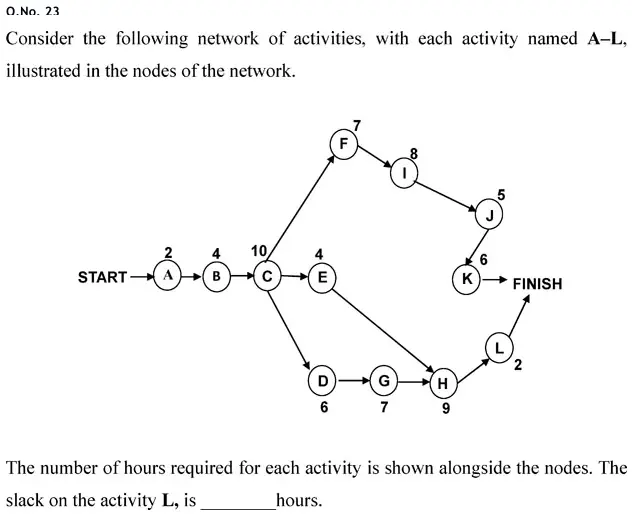 Q.No. 23
Consider the following network of activities, with each activity named A–L,
illustrated in the nodes of the network.
7
F
8
I
5
J
2 4 10 4
START A B C E
6
K FINISH
L
2
D G H
6 7 9
The number of hours required for each activity is shown alongside the nodes. The
slack on the activity L, is ________hours.